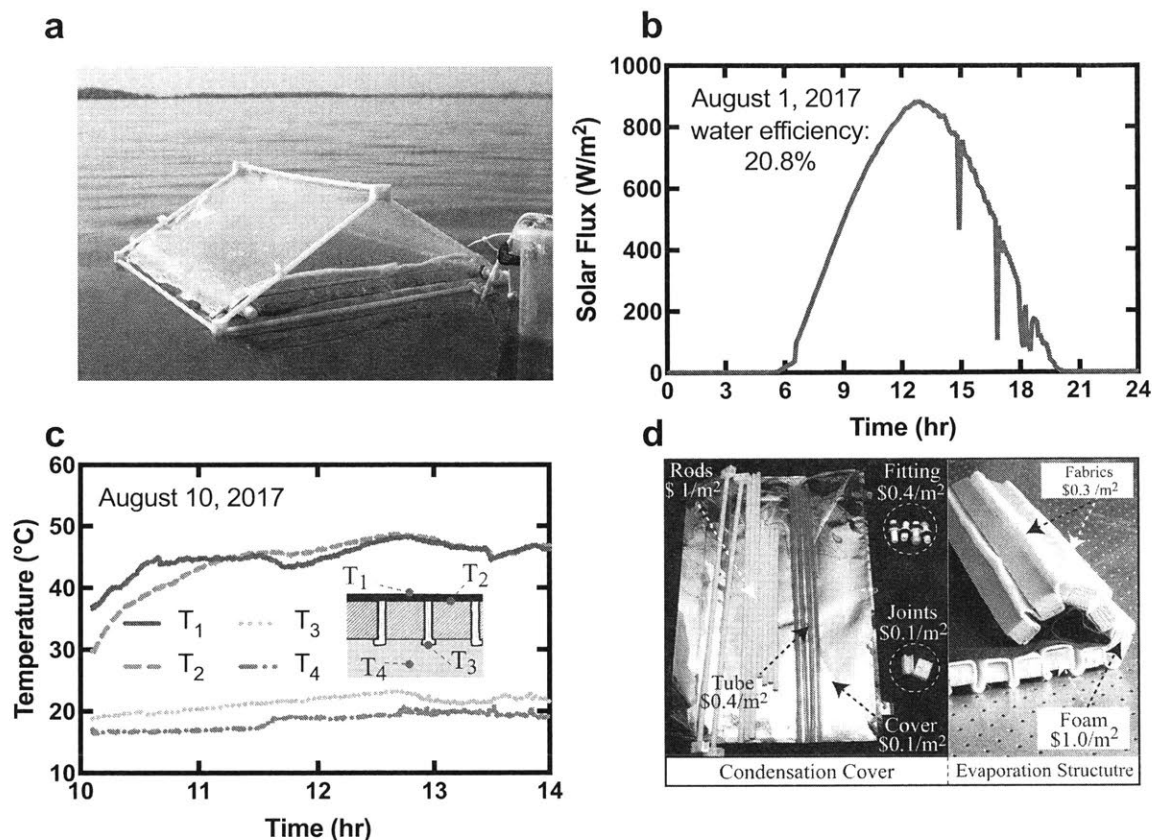 a
b
1000
800
600
400
200
0
Solar Flux (W/m²)
August 1, 2017
water efficiency:
20.8%
0 3 6 9 12 15 18 21 24
Time (hr)
c
60
50
40
30
20
10
Temperature (°C)
August 10, 2017
T₁ T₃
T₂ T₄
T₁
T₂
T₄
T₃
10 11 12 13 14
Time (hr)
d
Rods
$ 1/m²
Fitting
$0.4/m²
Joints
$0.1/m²
Tube
$0.4/m²
Cover
$0.1/m²
Condensation Cover
Fabrics
$0.3 /m²
Foam
$1.0/m²
Evaporation Structutre